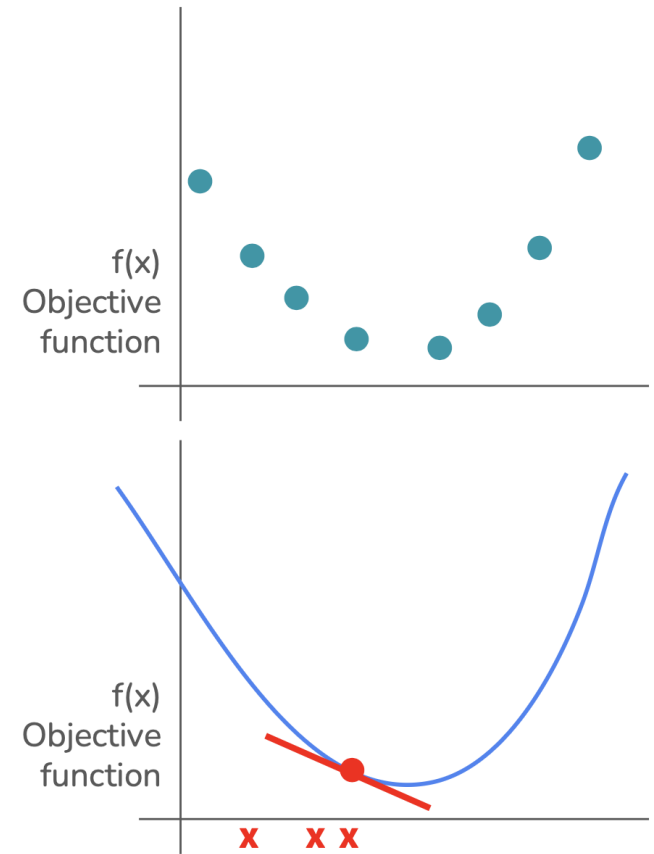 f(x)
Objective
function
f(x)
Objective
function
x x x